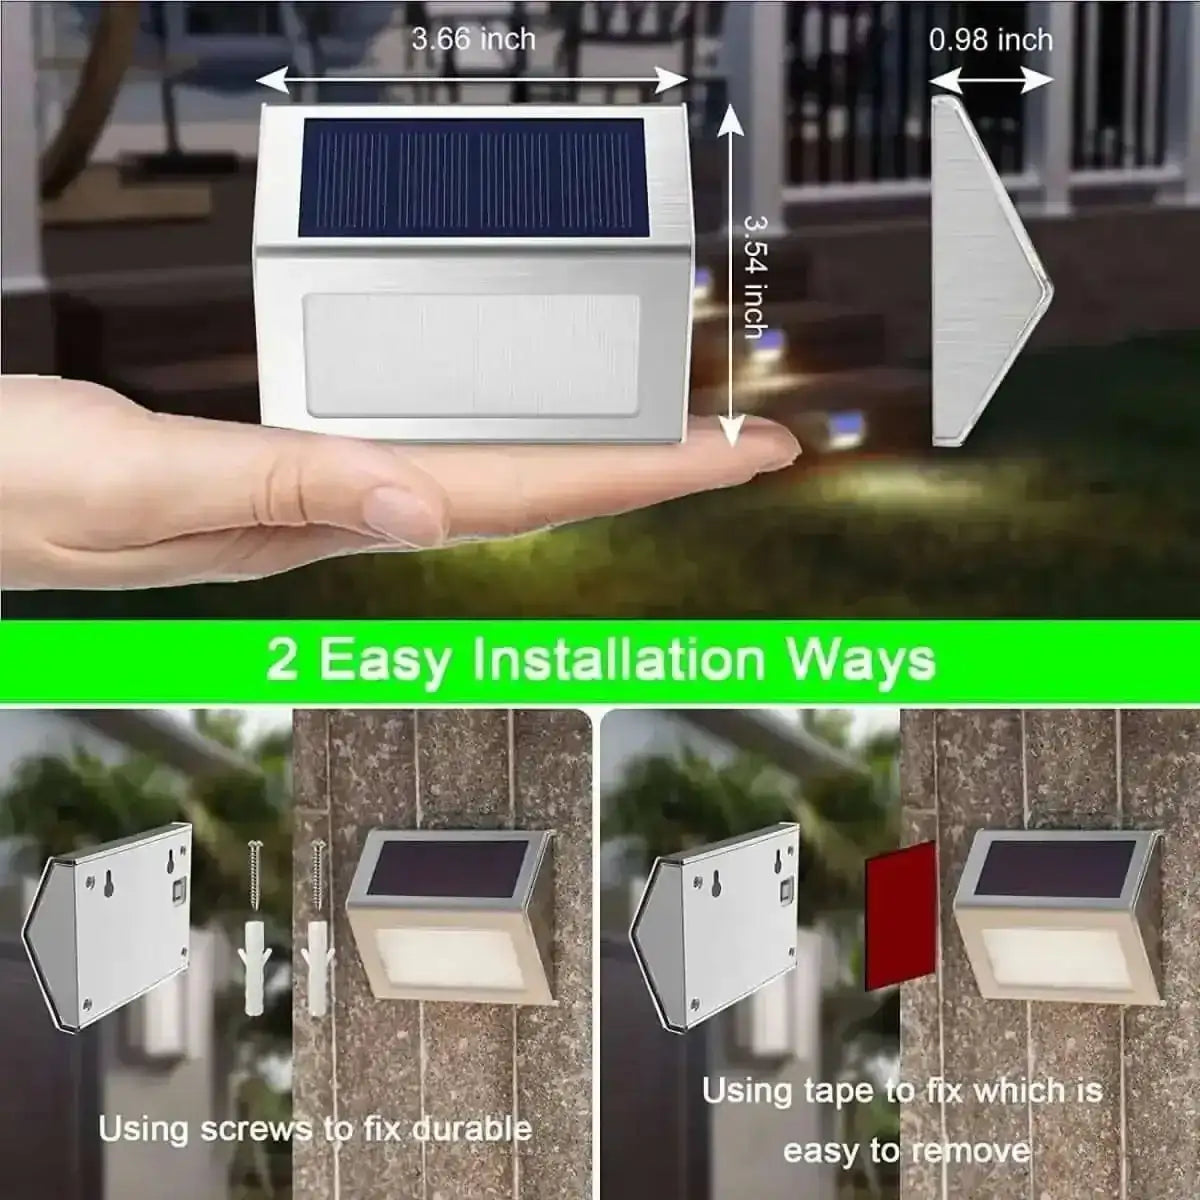 3.66 inch
0.98 inch
3.54 inch
2 Easy Installation Ways
Using screws to fix durable
Using tape to fix which is
easy to remove